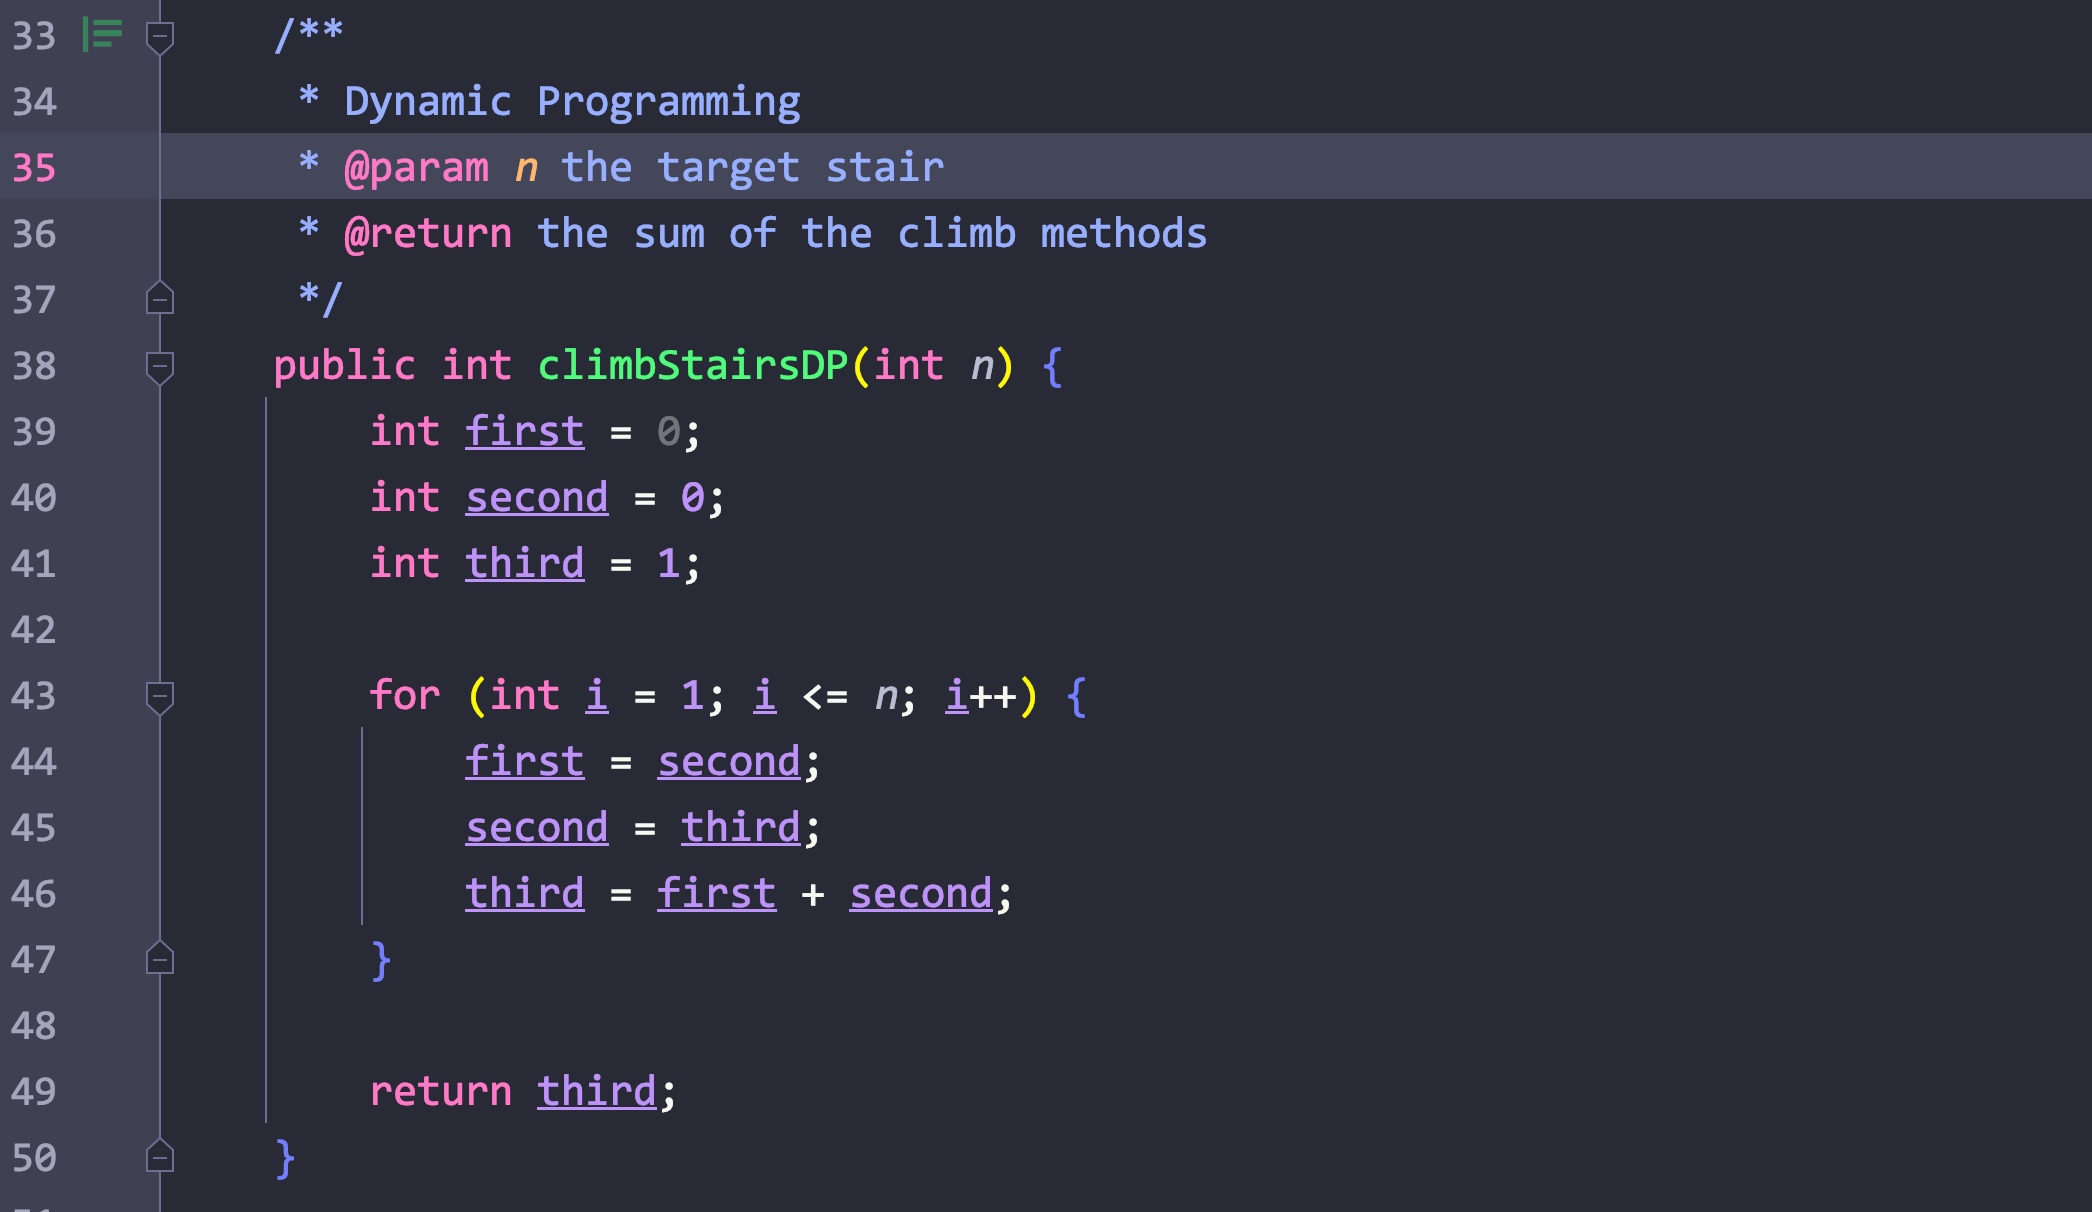 33 /**
34 * Dynamic Programming
35 * @param n the target stair
36 * @return the sum of the climb methods
37 */
38 public int climbStairsDP(int n) {
39 int first = 0;
40 int second = 0;
41 int third = 1;
42
43 for (int i = 1; i <= n; i++) {
44 first = second;
45 second = third;
46 third = first + second;
47 }
48
49 return third;
50 }